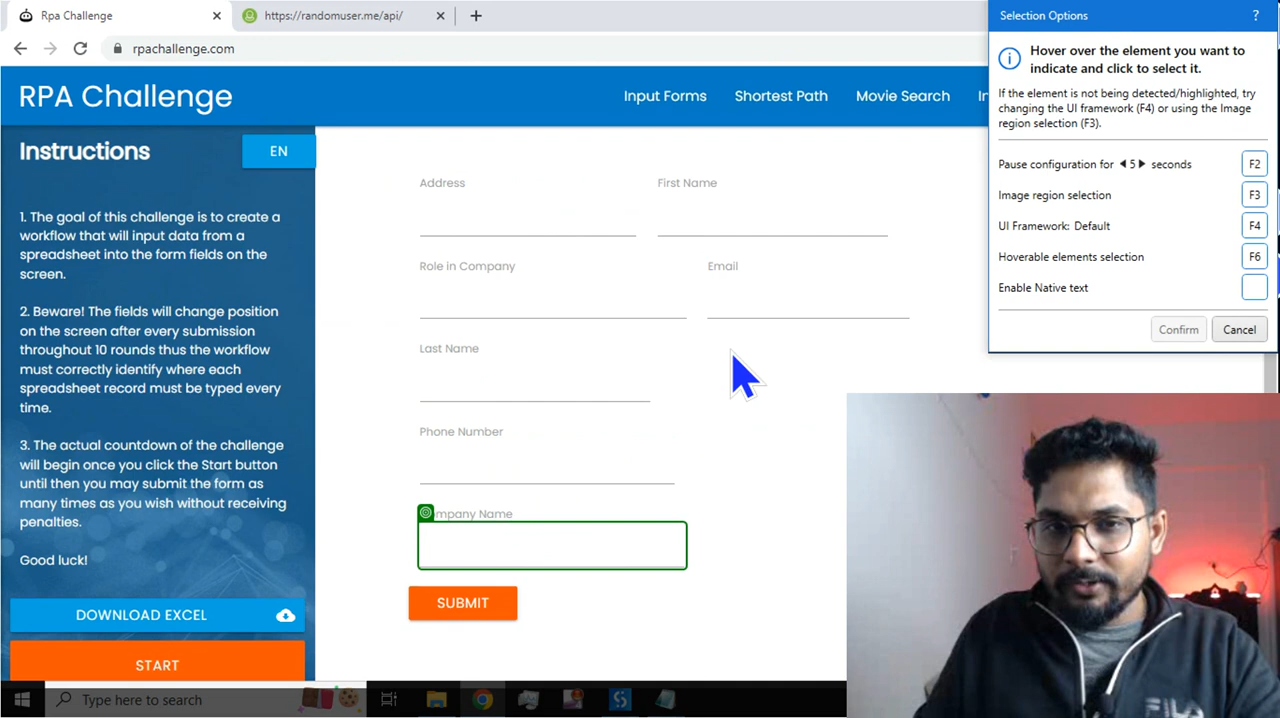 Rpa Challenge
https://randomuser.me/api/
rpachallenge.com
RPA Challenge
Input Forms
Shortest Path
Movie Search
In
Instructions
EN
1. The goal of this challenge is to create a
workflow that will input data from a
spreadsheet into the form fields on the
screen.
2. Beware! The fields will change position
on the screen after every submission
throughout 10 rounds thus the workflow
must correctly identify where each
spreadsheet record must be typed every
time.
3. The actual countdown of the challenge
will begin once you click the Start button
until then you may submit the form as
many times as you wish without receiving
penalties.
Good luck!
DOWNLOAD EXCEL
START
Address
First Name
Role in Company
Email
Last Name
Phone Number
mpany Name
SUBMIT
Selection Options
?
Hover over the element you want to
indicate and click to select it.
If the element is not being detected/highlighted, try
changing the UI framework (F4) or using the Image
region selection (F3).
Pause configuration for 5 seconds
F2
Image region selection
F3
UI Framework: Default
F4
Hoverable elements selection
F6
Enable Native text
Confirm
Cancel
Type here to search
FILA